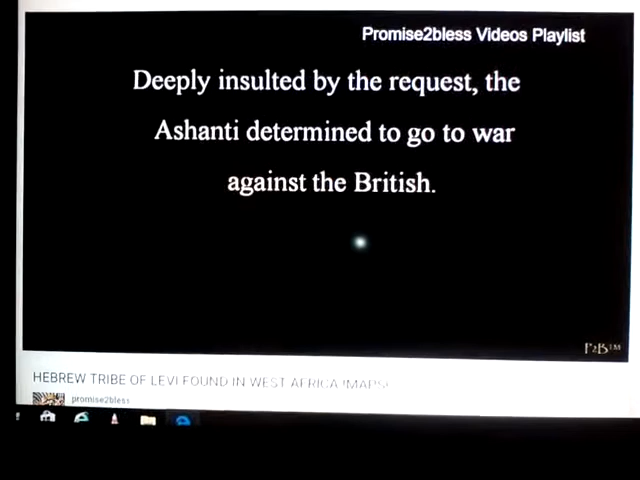 Promise2bless Videos Playlist
Deeply insulted by the request, the
Ashanti determined to go to war
against the British.
HEBREW TRIBE OF LEVI FOUND IN WEST AFRICA !MAPS!
promise2bless